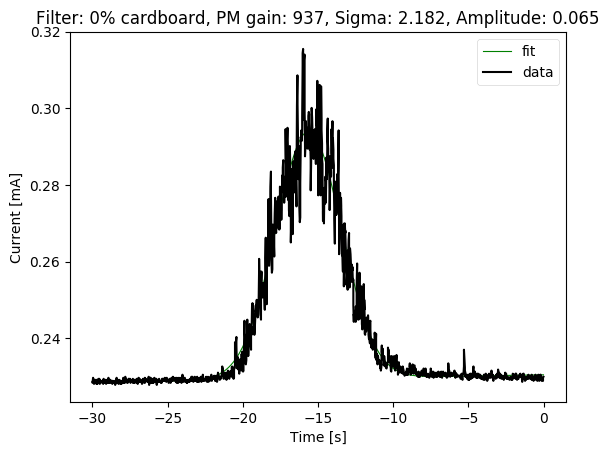 Filter: 0% cardboard, PM gain: 937, Sigma: 2.182, Amplitude: 0.065
fit
data
0.32
0.30
0.28
0.26
0.24
Current [mA]
−30 −25 −20 −15 −10 −5 0
Time [s]